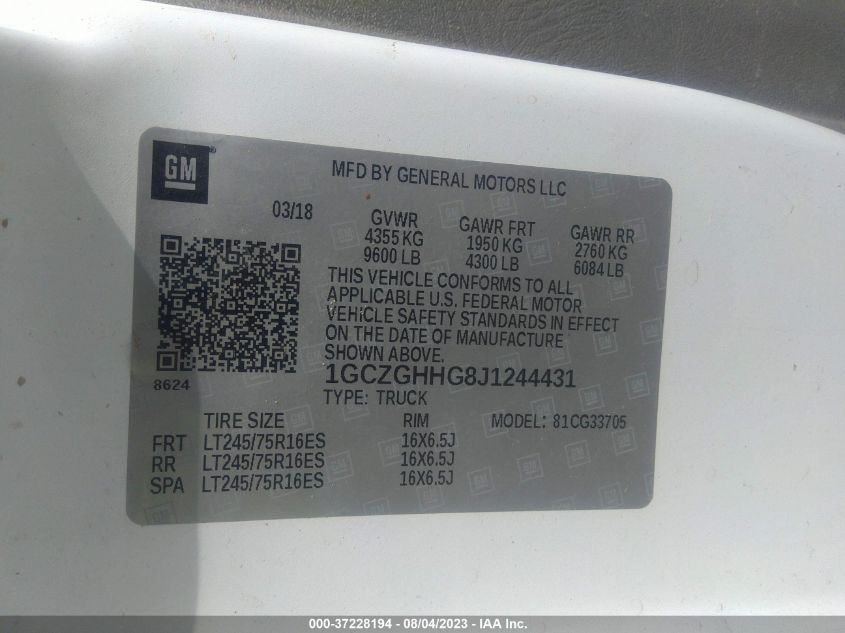 GM
MFD BY GENERAL MOTORS LLC
03/18
GVWR GAWR FRT GAWR RR
4355 KG 1950 KG 2760 KG
9600 LB 4300 LB 6084 LB
THIS VEHICLE CONFORMS TO ALL
APPLICABLE U.S. FEDERAL MOTOR
VEHICLE SAFETY STANDARDS IN EFFECT
ON THE DATE OF MANUFACTURE
SHOWN ABOVE.
8624
1GCZGHHG8J1244431
TYPE: TRUCK
TIRE SIZE RIM MODEL: 81CG33705
FRT LT245/75R16ES 16X6.5J
RR LT245/75R16ES 16X6.5J
SPA LT245/75R16ES 16X6.5J
000-37228194 - 08/04/2023 - IAA Inc.